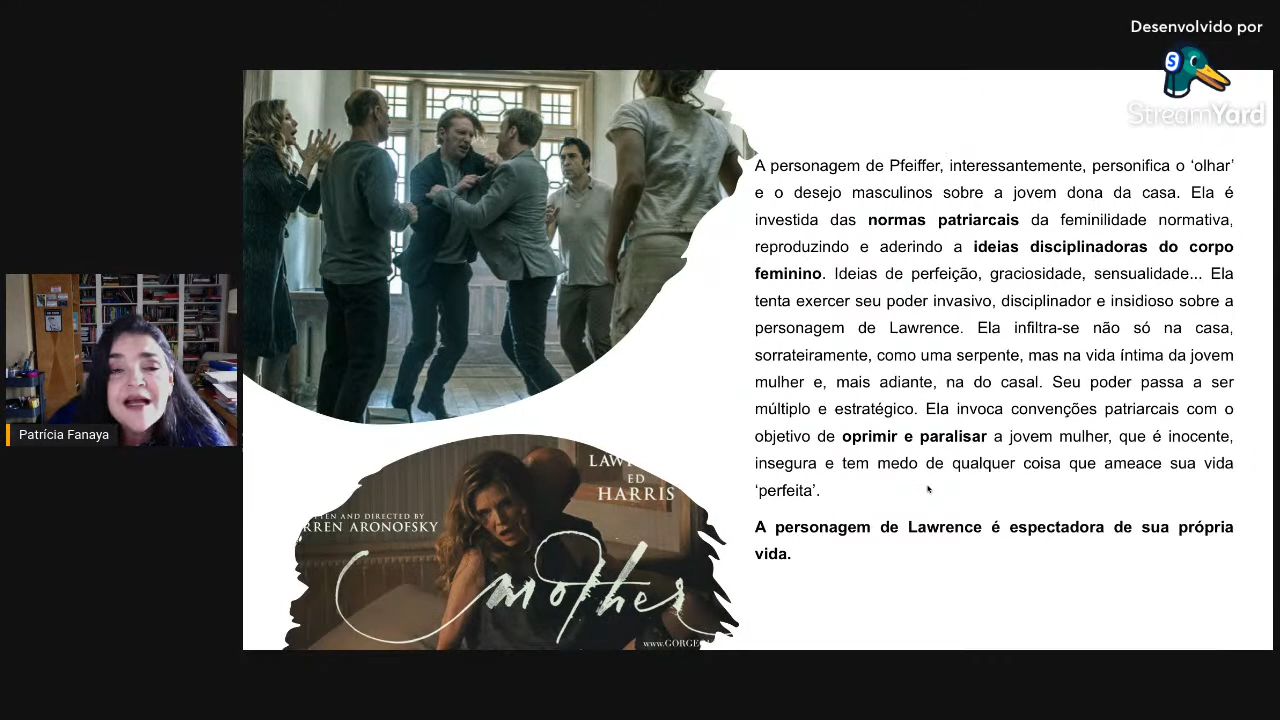 Desenvolvido por
StreamYard
A personagem de Pfeiffer, interessantemente, personifica o ‘olhar’
e o desejo masculinos sobre a jovem dona da casa. Ela é
investida das normas patriarcais da feminilidade normativa,
reproduzindo e aderindo a ideias disciplinadoras do corpo
feminino. Ideias de perfeição, graciosidade, sensualidade... Ela
tenta exercer seu poder invasivo, disciplinador e insidioso sobre a
personagem de Lawrence. Ela infiltra-se não só na casa,
sorrateiramente, como uma serpente, mas na vida íntima da jovem
mulher e, mais adiante, na do casal. Seu poder passa a ser
múltiplo e estratégico. Ela invoca convenções patriarcais com o
objetivo de oprimir e paralisar a jovem mulher, que é inocente,
insegura e tem medo de qualquer coisa que ameace sua vida
‘perfeita’.
A personagem de Lawrence é espectadora de sua própria
vida.
Patrícia Fanaya
ED
HARRIS
AND DIRECTED BY
ARONOFSKY
mother